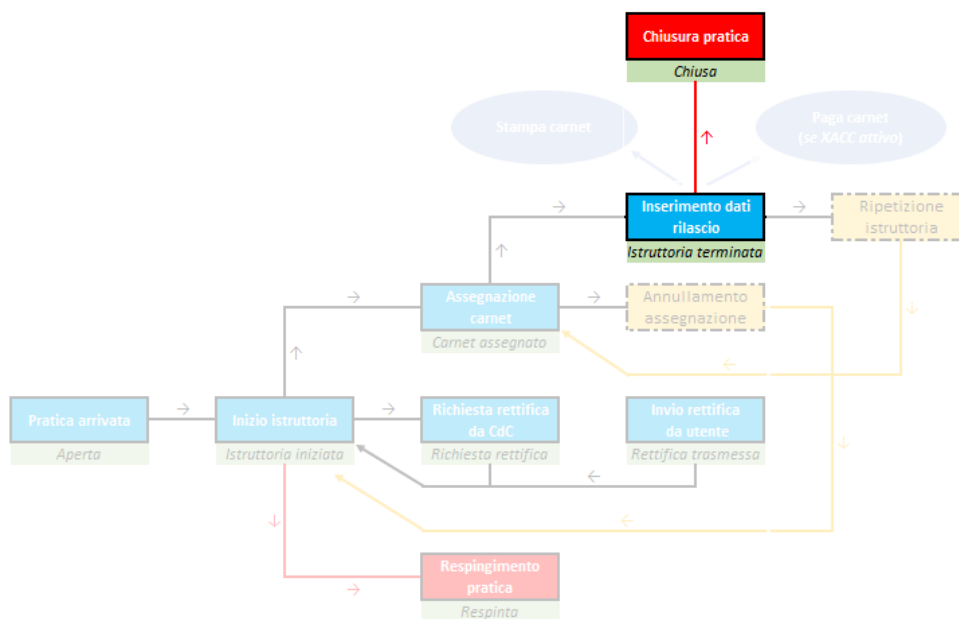 Chiusura pratica
Chiusa
Stampa carnet
Paga carnet
(se XACC attivo)
Inserimento dati
rilascio
Istruttoria terminata
Ripetizione
istruttoria
Assegnazione
carnet
Carnet assegnato
Annullamento
assegnazione
Pratica arrivata
Aperta
Inizio istruttoria
Istruttoria iniziata
Richiesta rettifica
da CdC
Richiesta rettifica
Invio rettifica
da utente
Rettifica trasmessa
Respingimento
pratica
Respinta